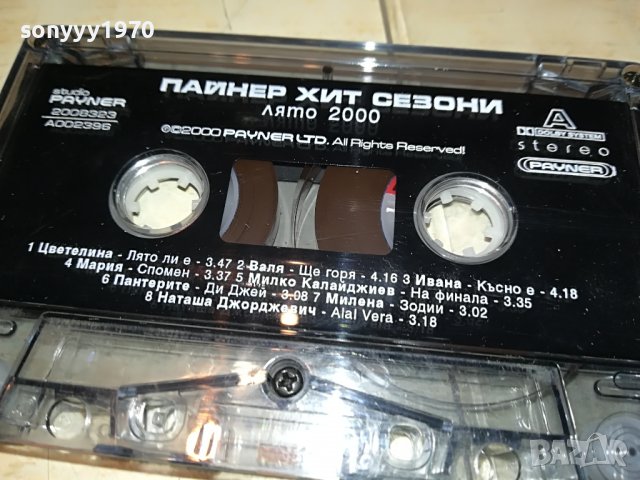 sonyyy1970
studio
PAYNER
2008323
A002396
ПАЙНЕР ХИТ СЕЗОНИ
ЛЯТО 2000
©℗2000 PAYNER LTD. All Rights Reserved!
A
DOLBY SYSTEM
stereo
PAYNER
1 Цветелина - Лято ли е - 3.47 2 Валя - Ще горя - 4.16 3 Ивана - Късно е - 4.18
4 Мария - Спомен - 3.37 5 Милко Калайджиев - На финала - 3.35
6 Пантерите - Ди Джей - 3.08 7 Милена - Зодии - 3.02
8 Наташа Джорджевич - Alal Vera - 3.18
BAZAR